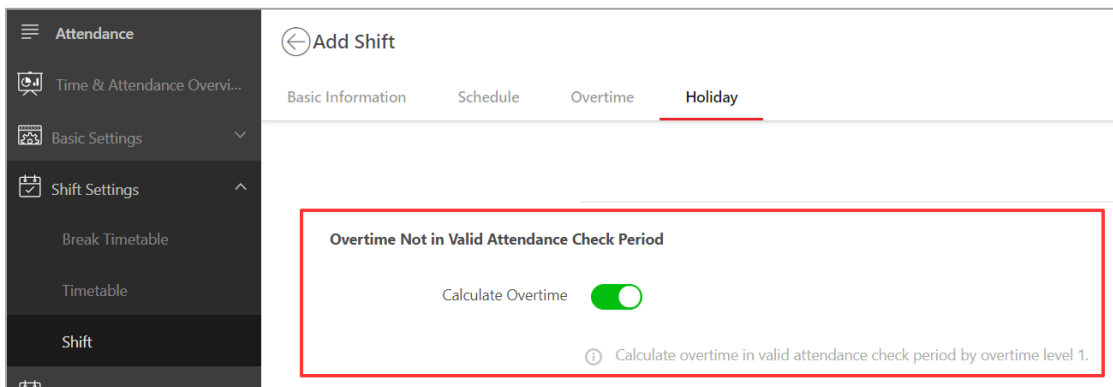 Attendance
Time & Attendance Overvi...
Basic Settings
Shift Settings
Break Timetable
Timetable
Shift
Add Shift
Basic Information Schedule Overtime Holiday
Overtime Not in Valid Attendance Check Period
Calculate Overtime
Calculate overtime in valid attendance check period by overtime level 1.